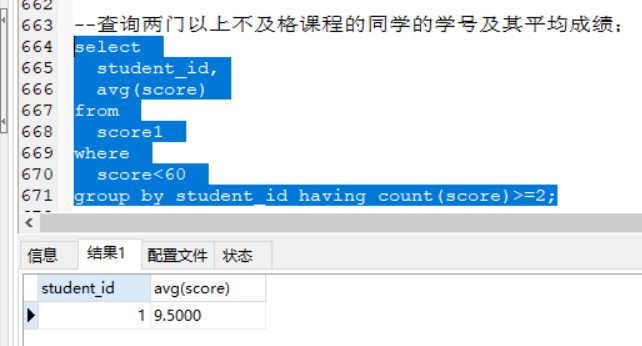 662
663 --查询两门以上不及格课程的同学的学号及其平均成绩;
664 select
665 student_id,
666 avg(score)
667 from
668 score1
669 where
670 score<60
671 group by student_id having count(score)>=2;
信息 结果1 配置文件 状态
student_id avg(score)
1 9.5000